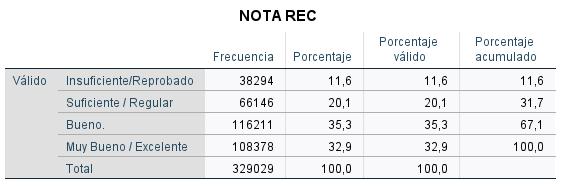 NOTA REC
Frecuencia Porcentaje Porcentaje válido Porcentaje acumulado
Válido Insuficiente/Reprobado 38294 11,6 11,6 11,6
Suficiente / Regular 66146 20,1 20,1 31,7
Bueno. 116211 35,3 35,3 67,1
Muy Bueno / Excelente 108378 32,9 32,9 100,0
Total 329029 100,0 100,0